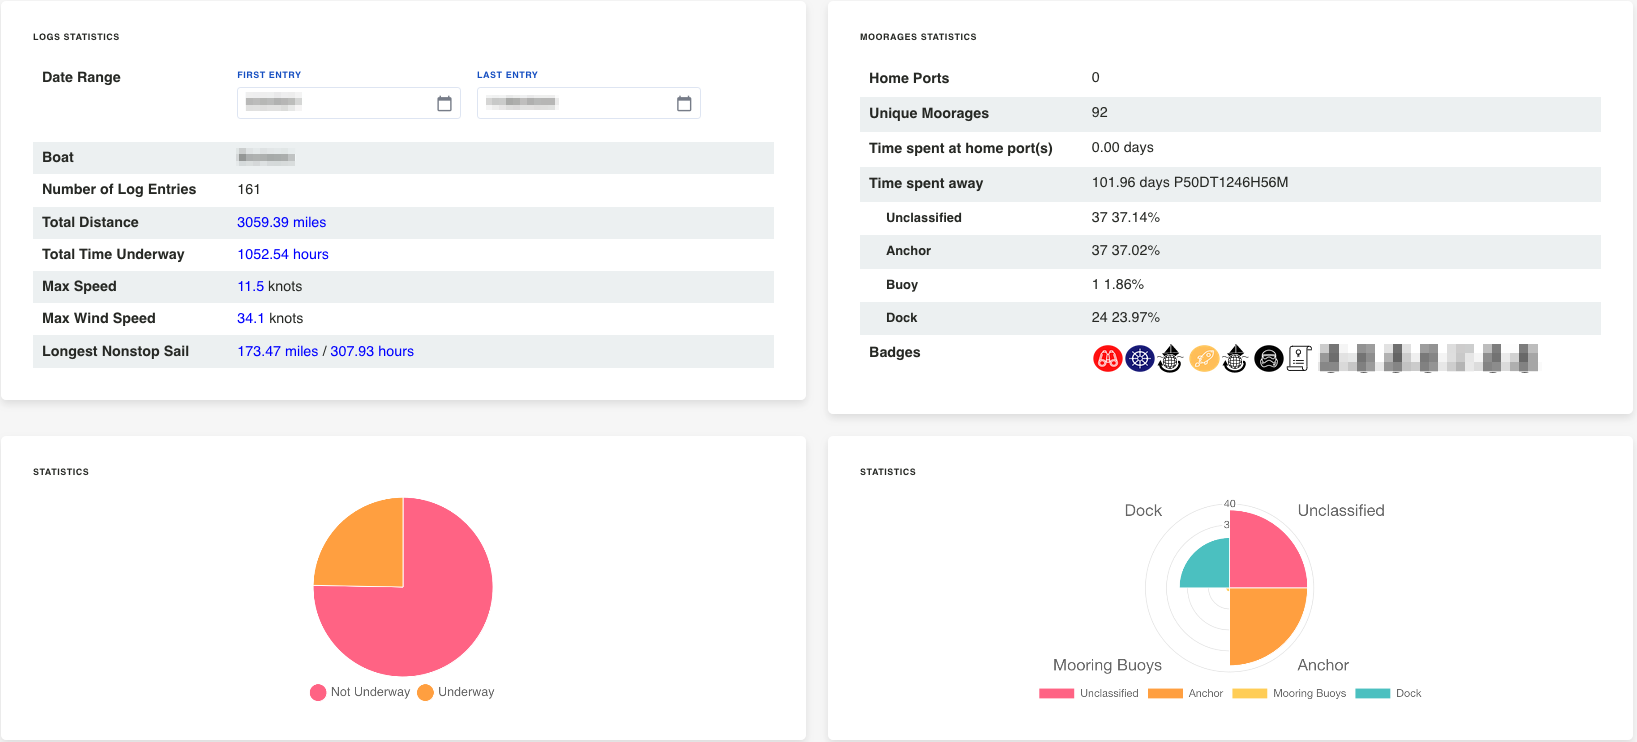 LOGS STATISTICS
Date Range
FIRST ENTRY
LAST ENTRY
Boat
Number of Log Entries 161
Total Distance 3059.39 miles
Total Time Underway 1052.54 hours
Max Speed 11.5 knots
Max Wind Speed 34.1 knots
Longest Nonstop Sail 173.47 miles / 307.93 hours
MOORAGES STATISTICS
Home Ports 0
Unique Moorages 92
Time spent at home port(s) 0.00 days
Time spent away 101.96 days P50DT1246H56M
Unclassified 37 37.14%
Anchor 37 37.02%
Buoy 1 1.86%
Dock 24 23.97%
Badges
STATISTICS
Not Underway Underway
STATISTICS
40
Dock Unclassified
Mooring Buoys Anchor
Unclassified Anchor Mooring Buoys Dock